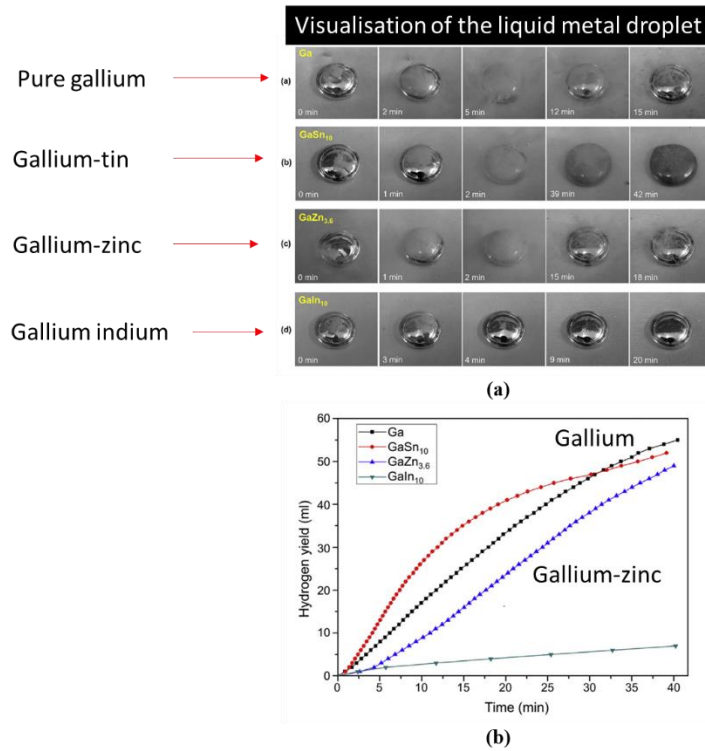 Visualisation of the liquid metal droplet
Pure gallium
(a)
Ga
0 min
2 min
5 min
12 min
15 min
Gallium-tin
(b)
GaSn₁₀
0 min
1 min
2 min
39 min
42 min
Gallium-zinc
(c)
GaZn₃.₆
0 min
1 min
2 min
15 min
18 min
Gallium indium
(d)
GaIn₁₀
0 min
3 min
4 min
9 min
20 min
(a)
Ga
GaSn₁₀
GaZn₃.₆
GaIn₁₀
Gallium
Gallium-zinc
Hydrogen yield (ml)
60
50
40
30
20
10
0
0 5 10 15 20 25 30 35 40
Time (min)
(b)